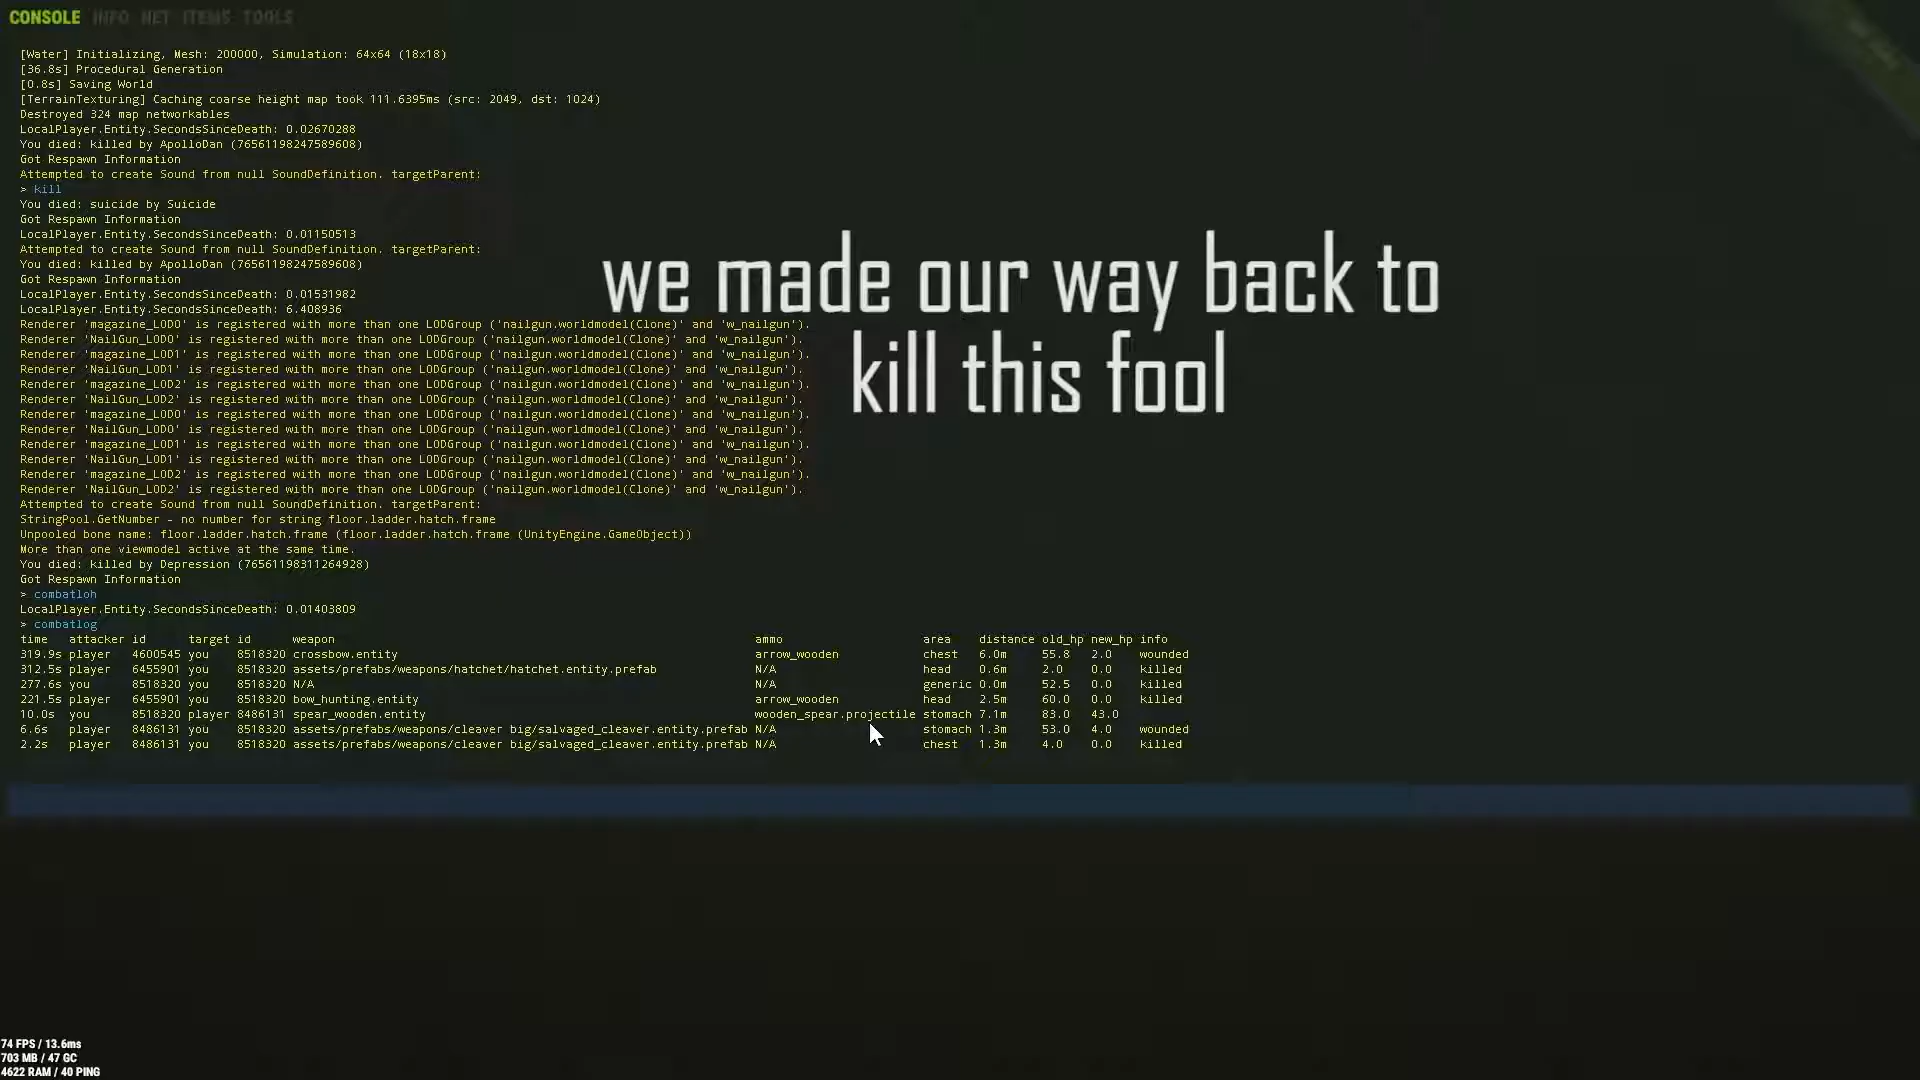 CONSOLE INFO NET ITEMS TOOLS
[Water] Initializing, Mesh: 200000, Simulation: 64x64 (18x18)
[36.8s] Procedural Generation
[0.8s] Saving World
[TerrainTexturing] Caching coarse height map took 111.6395ms (src: 2049, dst: 1024)
Destroyed 324 map networkables
LocalPlayer.Entity.SecondsSinceDeath: 0.02670288
You died: killed by ApolloDan (76561198247589608)
Got Respawn Information
Attempted to create Sound from null SoundDefinition. targetParent:
> kill
You died: suicide by Suicide
Got Respawn Information
LocalPlayer.Entity.SecondsSinceDeath: 0.01150513
Attempted to create Sound from null SoundDefinition. targetParent:
You died: killed by ApolloDan (76561198247589608)
Got Respawn Information
LocalPlayer.Entity.SecondsSinceDeath: 0.01531982
LocalPlayer.Entity.SecondsSinceDeath: 6.408936
we made our way back to
kill this fool
Renderer 'magazine_LOD0' is registered with more than one LODGroup ('nailgun.worldmodel(Clone)' and 'w_nailgun').
Renderer 'NailGun_LOD0' is registered with more than one LODGroup ('nailgun.worldmodel(Clone)' and 'w_nailgun').
Renderer 'magazine_LOD1' is registered with more than one LODGroup ('nailgun.worldmodel(Clone)' and 'w_nailgun').
Renderer 'NailGun_LOD1' is registered with more than one LODGroup ('nailgun.worldmodel(Clone)' and 'w_nailgun').
Renderer 'magazine_LOD2' is registered with more than one LODGroup ('nailgun.worldmodel(Clone)' and 'w_nailgun').
Renderer 'NailGun_LOD2' is registered with more than one LODGroup ('nailgun.worldmodel(Clone)' and 'w_nailgun').
Renderer 'magazine_LOD0' is registered with more than one LODGroup ('nailgun.worldmodel(Clone)' and 'w_nailgun').
Renderer 'NailGun_LOD0' is registered with more than one LODGroup ('nailgun.worldmodel(Clone)' and 'w_nailgun').
Renderer 'magazine_LOD1' is registered with more than one LODGroup ('nailgun.worldmodel(Clone)' and 'w_nailgun').
Renderer 'NailGun_LOD1' is registered with more than one LODGroup ('nailgun.worldmodel(Clone)' and 'w_nailgun').
Renderer 'magazine_LOD2' is registered with more than one LODGroup ('nailgun.worldmodel(Clone)' and 'w_nailgun').
Renderer 'NailGun_LOD2' is registered with more than one LODGroup ('nailgun.worldmodel(Clone)' and 'w_nailgun').
Attempted to create Sound from null SoundDefinition. targetParent:
StringPool.GetNumber - no number for string floor.ladder.hatch.frame
Unpooled bone name: floor.ladder.hatch.frame (floor.ladder.hatch.frame (UnityEngine.GameObject))
More than one viewmodel active at the same time.
You died: killed by Depression (76561198311264928)
Got Respawn Information
> combatloh
LocalPlayer.Entity.SecondsSinceDeath: 0.01403809
> combatlog
time attacker id target id weapon ammo area distance old_hp new_hp info
319.9s player 4600545 you 8518320 crossbow.entity arrow_wooden chest 6.0m 55.8 2.0 wounded
312.5s player 6455901 you 8518320 assets/prefabs/weapons/hatchet/hatchet.entity.prefab N/A head 0.6m 2.0 0.0 killed
277.6s you 8518320 you 8518320 N/A N/A generic 0.0m 52.5 0.0 killed
221.5s player 6455901 you 8518320 bow_hunting.entity arrow_wooden head 2.5m 60.0 0.0 killed
10.0s you 8518320 player 8486131 spear_wooden.entity wooden_spear.projectile stomach 7.1m 83.0 43.0
6.6s player 8486131 you 8518320 assets/prefabs/weapons/cleaver big/salvaged_cleaver.entity.prefab N/A stomach 1.3m 53.0 4.0 wounded
2.2s player 8486131 you 8518320 assets/prefabs/weapons/cleaver big/salvaged_cleaver.entity.prefab N/A chest 1.3m 4.0 0.0 killed
74 FPS / 13.6ms
703 MB / 47 GC
4622 RAM / 40 PING